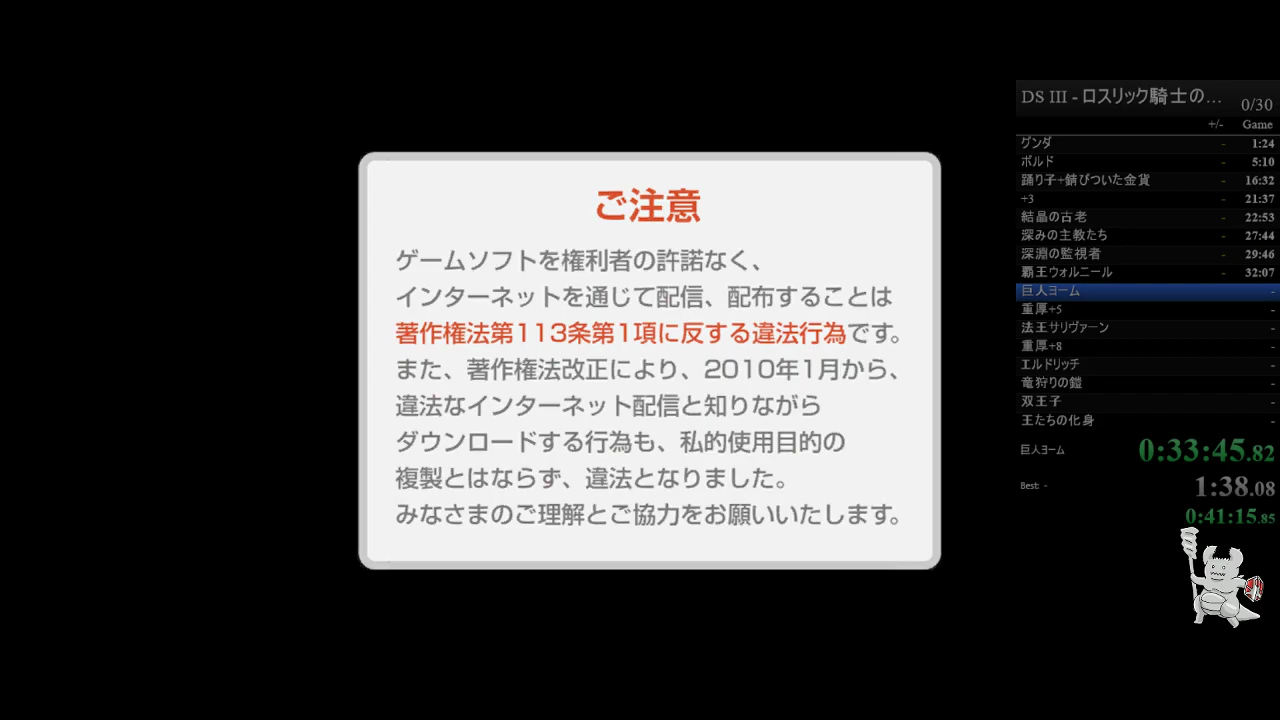 ご注意
ゲームソフトを権利者の許諾なく、
インターネットを通じて配信、配布することは
著作権法第113条第1項に反する違法行為です。
また、著作権法改正により、2010年1月から、
違法なインターネット配信と知りながら
ダウンロードする行為も、私的使用目的の
複製とはならず、違法となりました。
みなさまのご理解とご協力をお願いいたします。
DS III - ロスリック騎士の... 0/30
+/- Game
グンダ - 1:24
ボルド - 5:10
踊り子+錆びついた金貨 - 16:32
+3 - 21:37
結晶の古老 - 22:53
深みの主教たち - 27:44
深淵の監視者 - 29:46
覇王ウォルニール - 32:07
巨人ヨーム -
重厚+5 -
法王サリヴァーン -
重厚+8 -
エルドリッチ -
竜狩りの鎧 -
双王子 -
王たちの化身 -
巨人ヨーム 0:33:45.82
Best: - 1:38.08
0:41:15.85